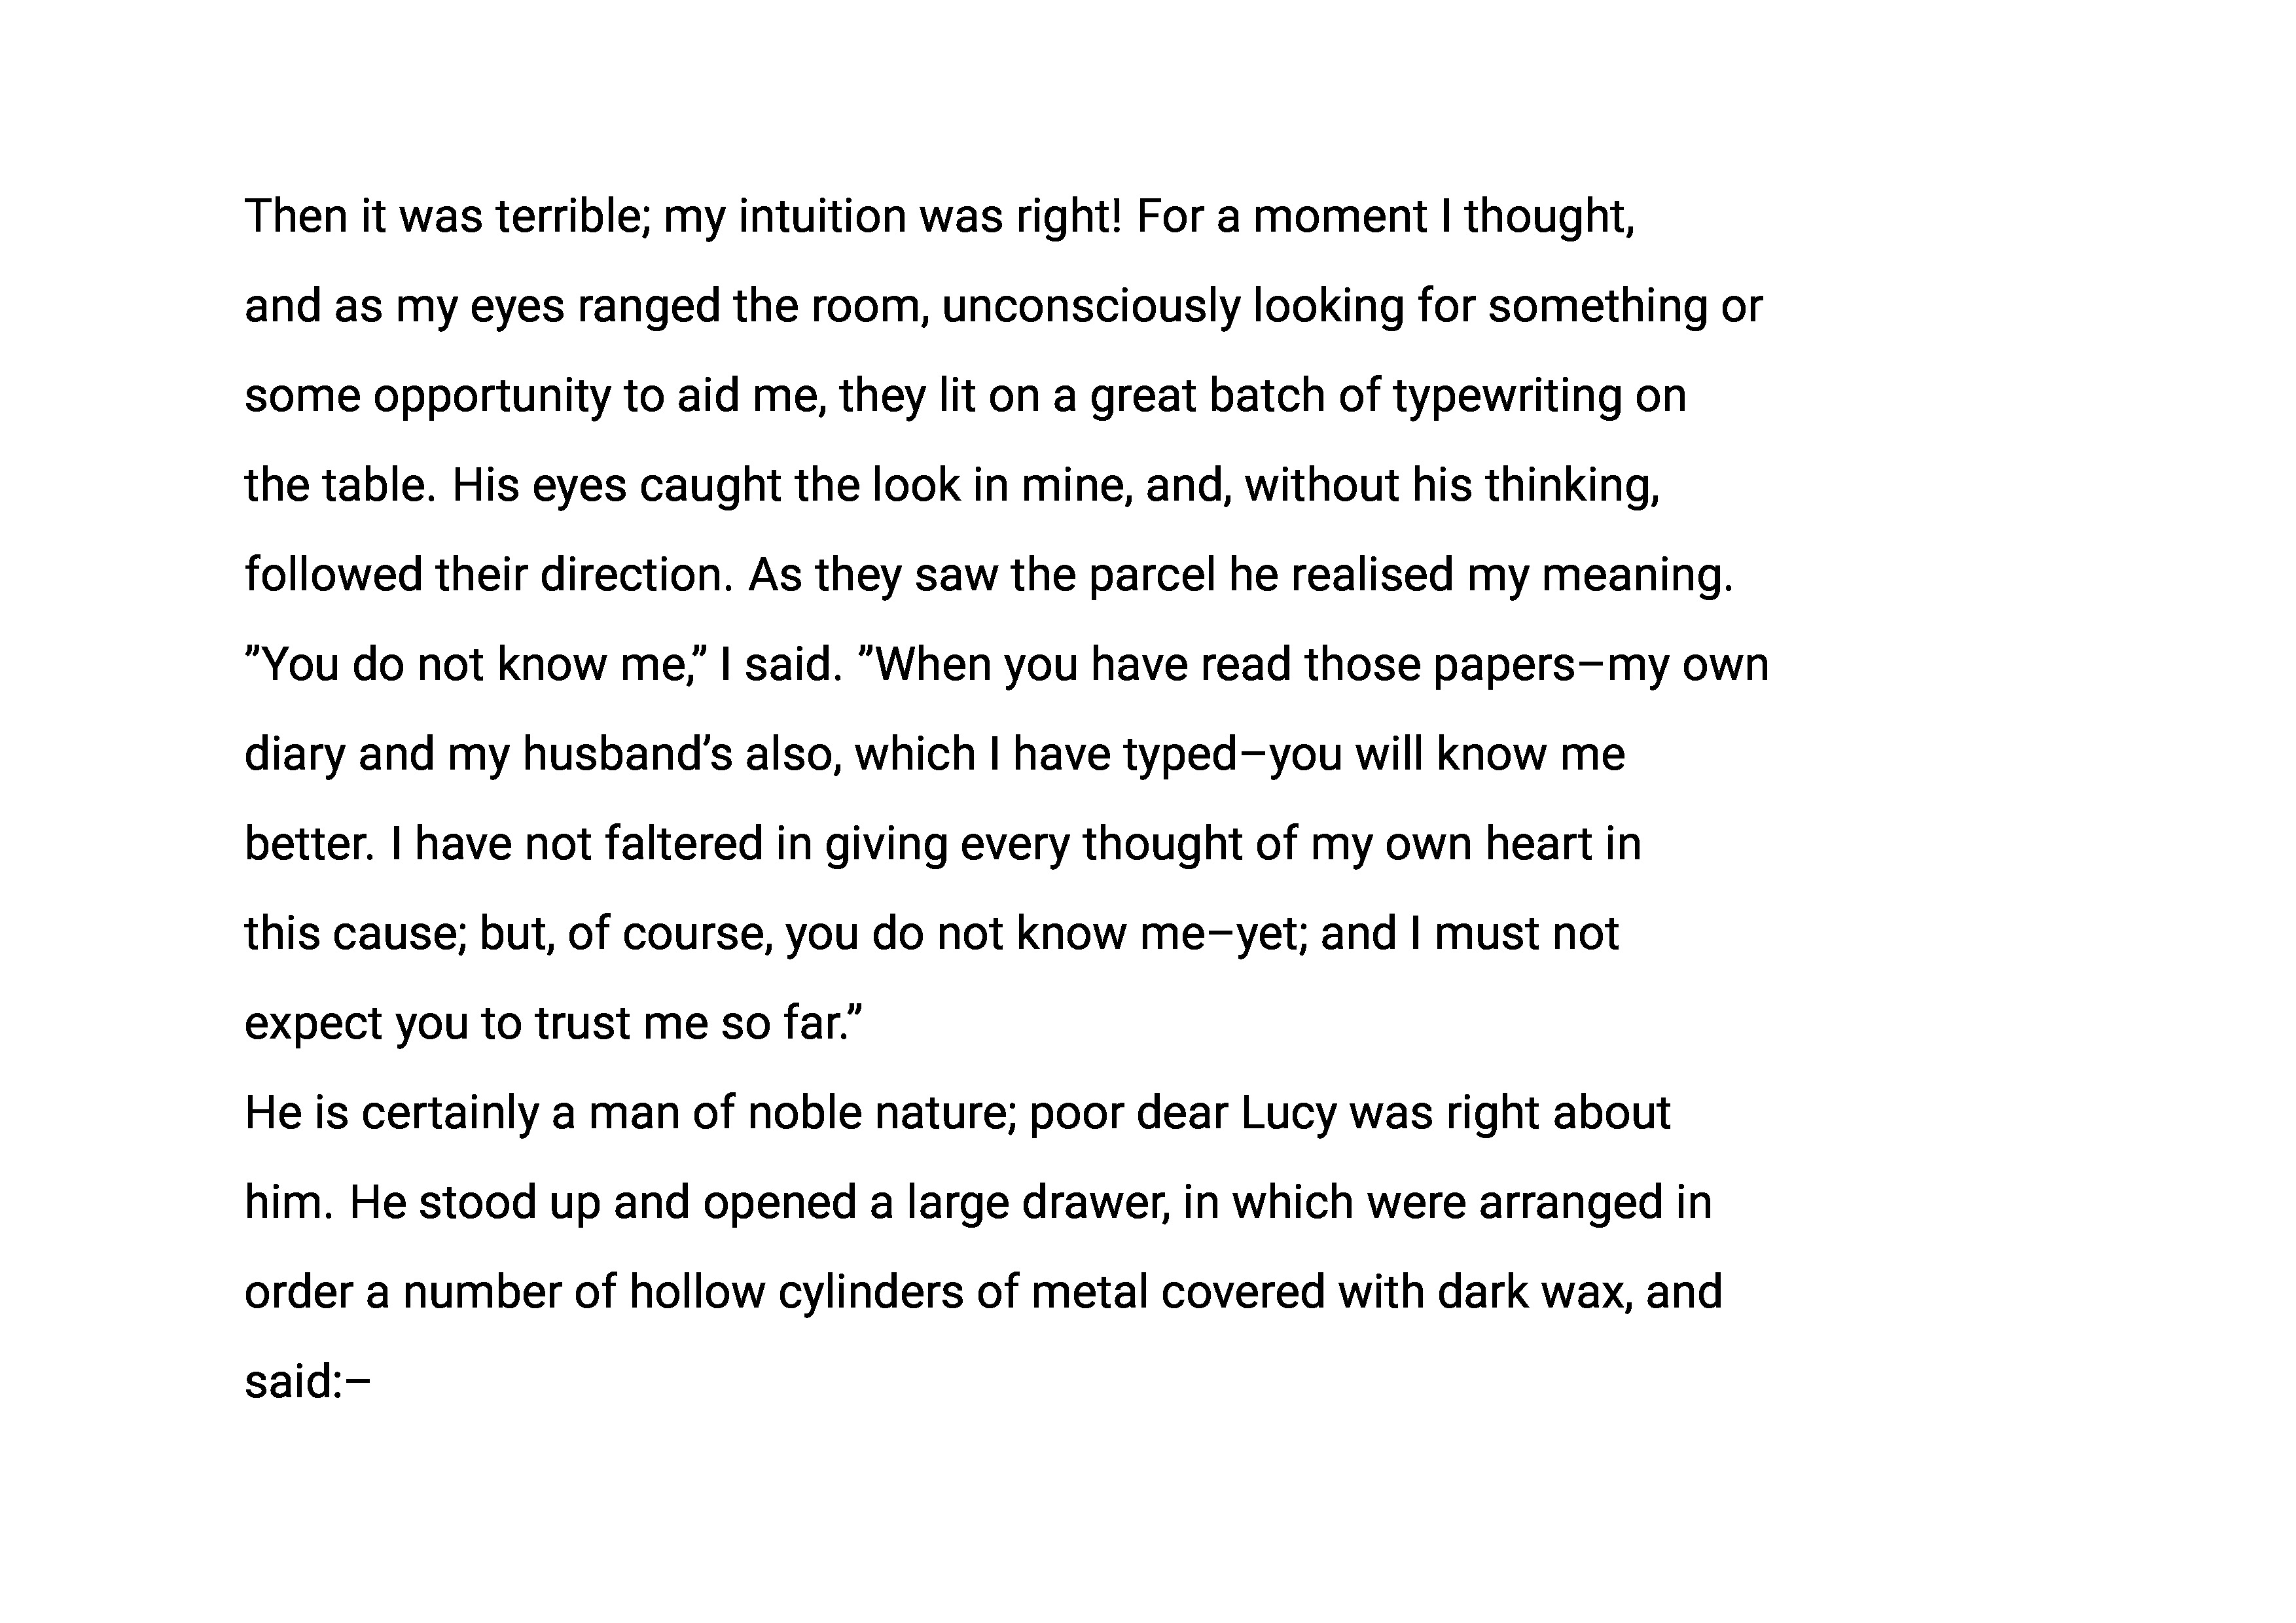 Then it was terrible; my intuition was right! For a moment I thought,
and as my eyes ranged the room, unconsciously looking for something or
some opportunity to aid me, they lit on a great batch of typewriting on
the table. His eyes caught the look in mine, and, without his thinking,
followed their direction. As they saw the parcel he realised my meaning.
”You do not know me,” I said. ”When you have read those papers–my own
diary and my husband’s also, which I have typed–you will know me
better. I have not faltered in giving every thought of my own heart in
this cause; but, of course, you do not know me–yet; and I must not
expect you to trust me so far.”
He is certainly a man of noble nature; poor dear Lucy was right about
him. He stood up and opened a large drawer, in which were arranged in
order a number of hollow cylinders of metal covered with dark wax, and
said:–